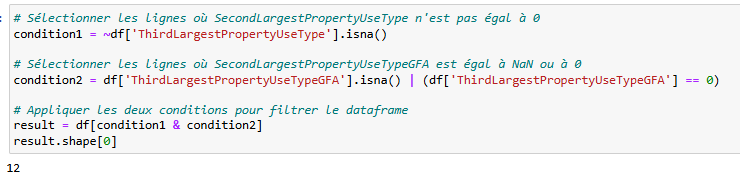 # Sélectionner les lignes où SecondLargestPropertyUseType n'est pas égal à 0
condition1 = ~df['ThirdLargestPropertyUseType'].isna()
# Sélectionner les lignes où SecondLargestPropertyUseTypeGFA est égal à NaN ou à 0
condition2 = df['ThirdLargestPropertyUseTypeGFA'].isna() | (df['ThirdLargestPropertyUseTypeGFA'] == 0)
# Appliquer les deux conditions pour filtrer le dataframe
result = df[condition1 & condition2]
result.shape[0]
12